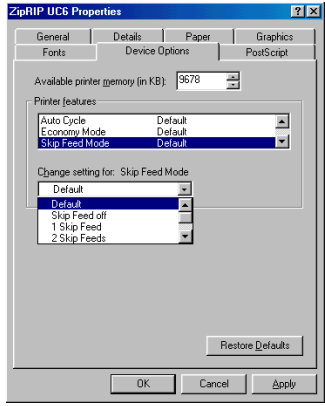 ZipRIP UC6 Properties
General Details Paper Graphics
Fonts Device Options PostScript
Available printer memory (in KB): 9678
Printer features
Auto Cycle Default
Economy Mode Default
Skip Feed Mode Default
Change setting for: Skip Feed Mode
Default
Default
Skip Feed off
1 Skip Feed
2 Skip Feeds
Restore Defaults
OK Cancel Apply